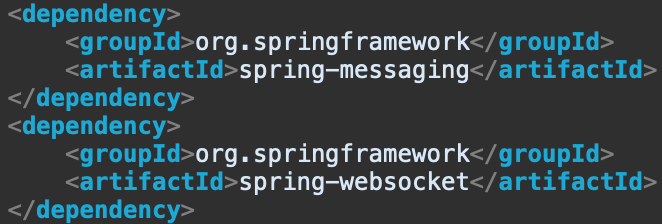 <dependency>
    <groupId>org.springframework</groupId>
    <artifactId>spring-messaging</artifactId>
</dependency>
<dependency>
    <groupId>org.springframework</groupId>
    <artifactId>spring-websocket</artifactId>
</dependency>